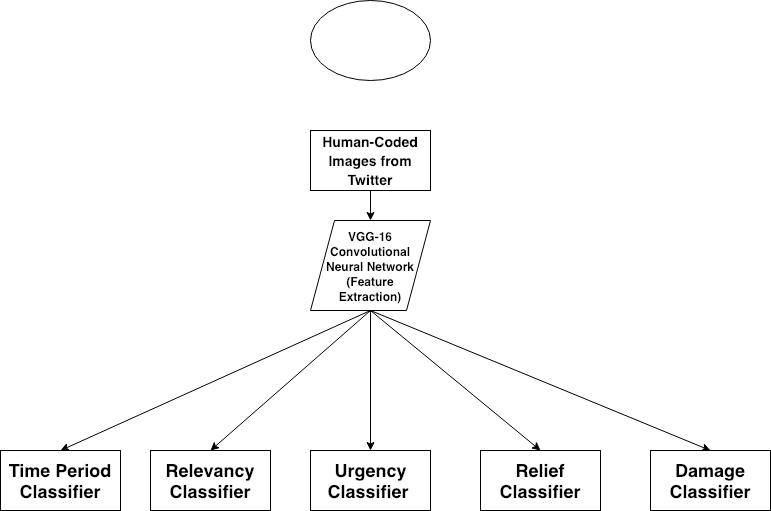 Human-Coded
Images from
Twitter
VGG-16
Convolutional
Neural Network
(Feature
Extraction)
Time Period
Classifier
Relevancy
Classifier
Urgency
Classifier
Relief
Classifier
Damage
Classifier